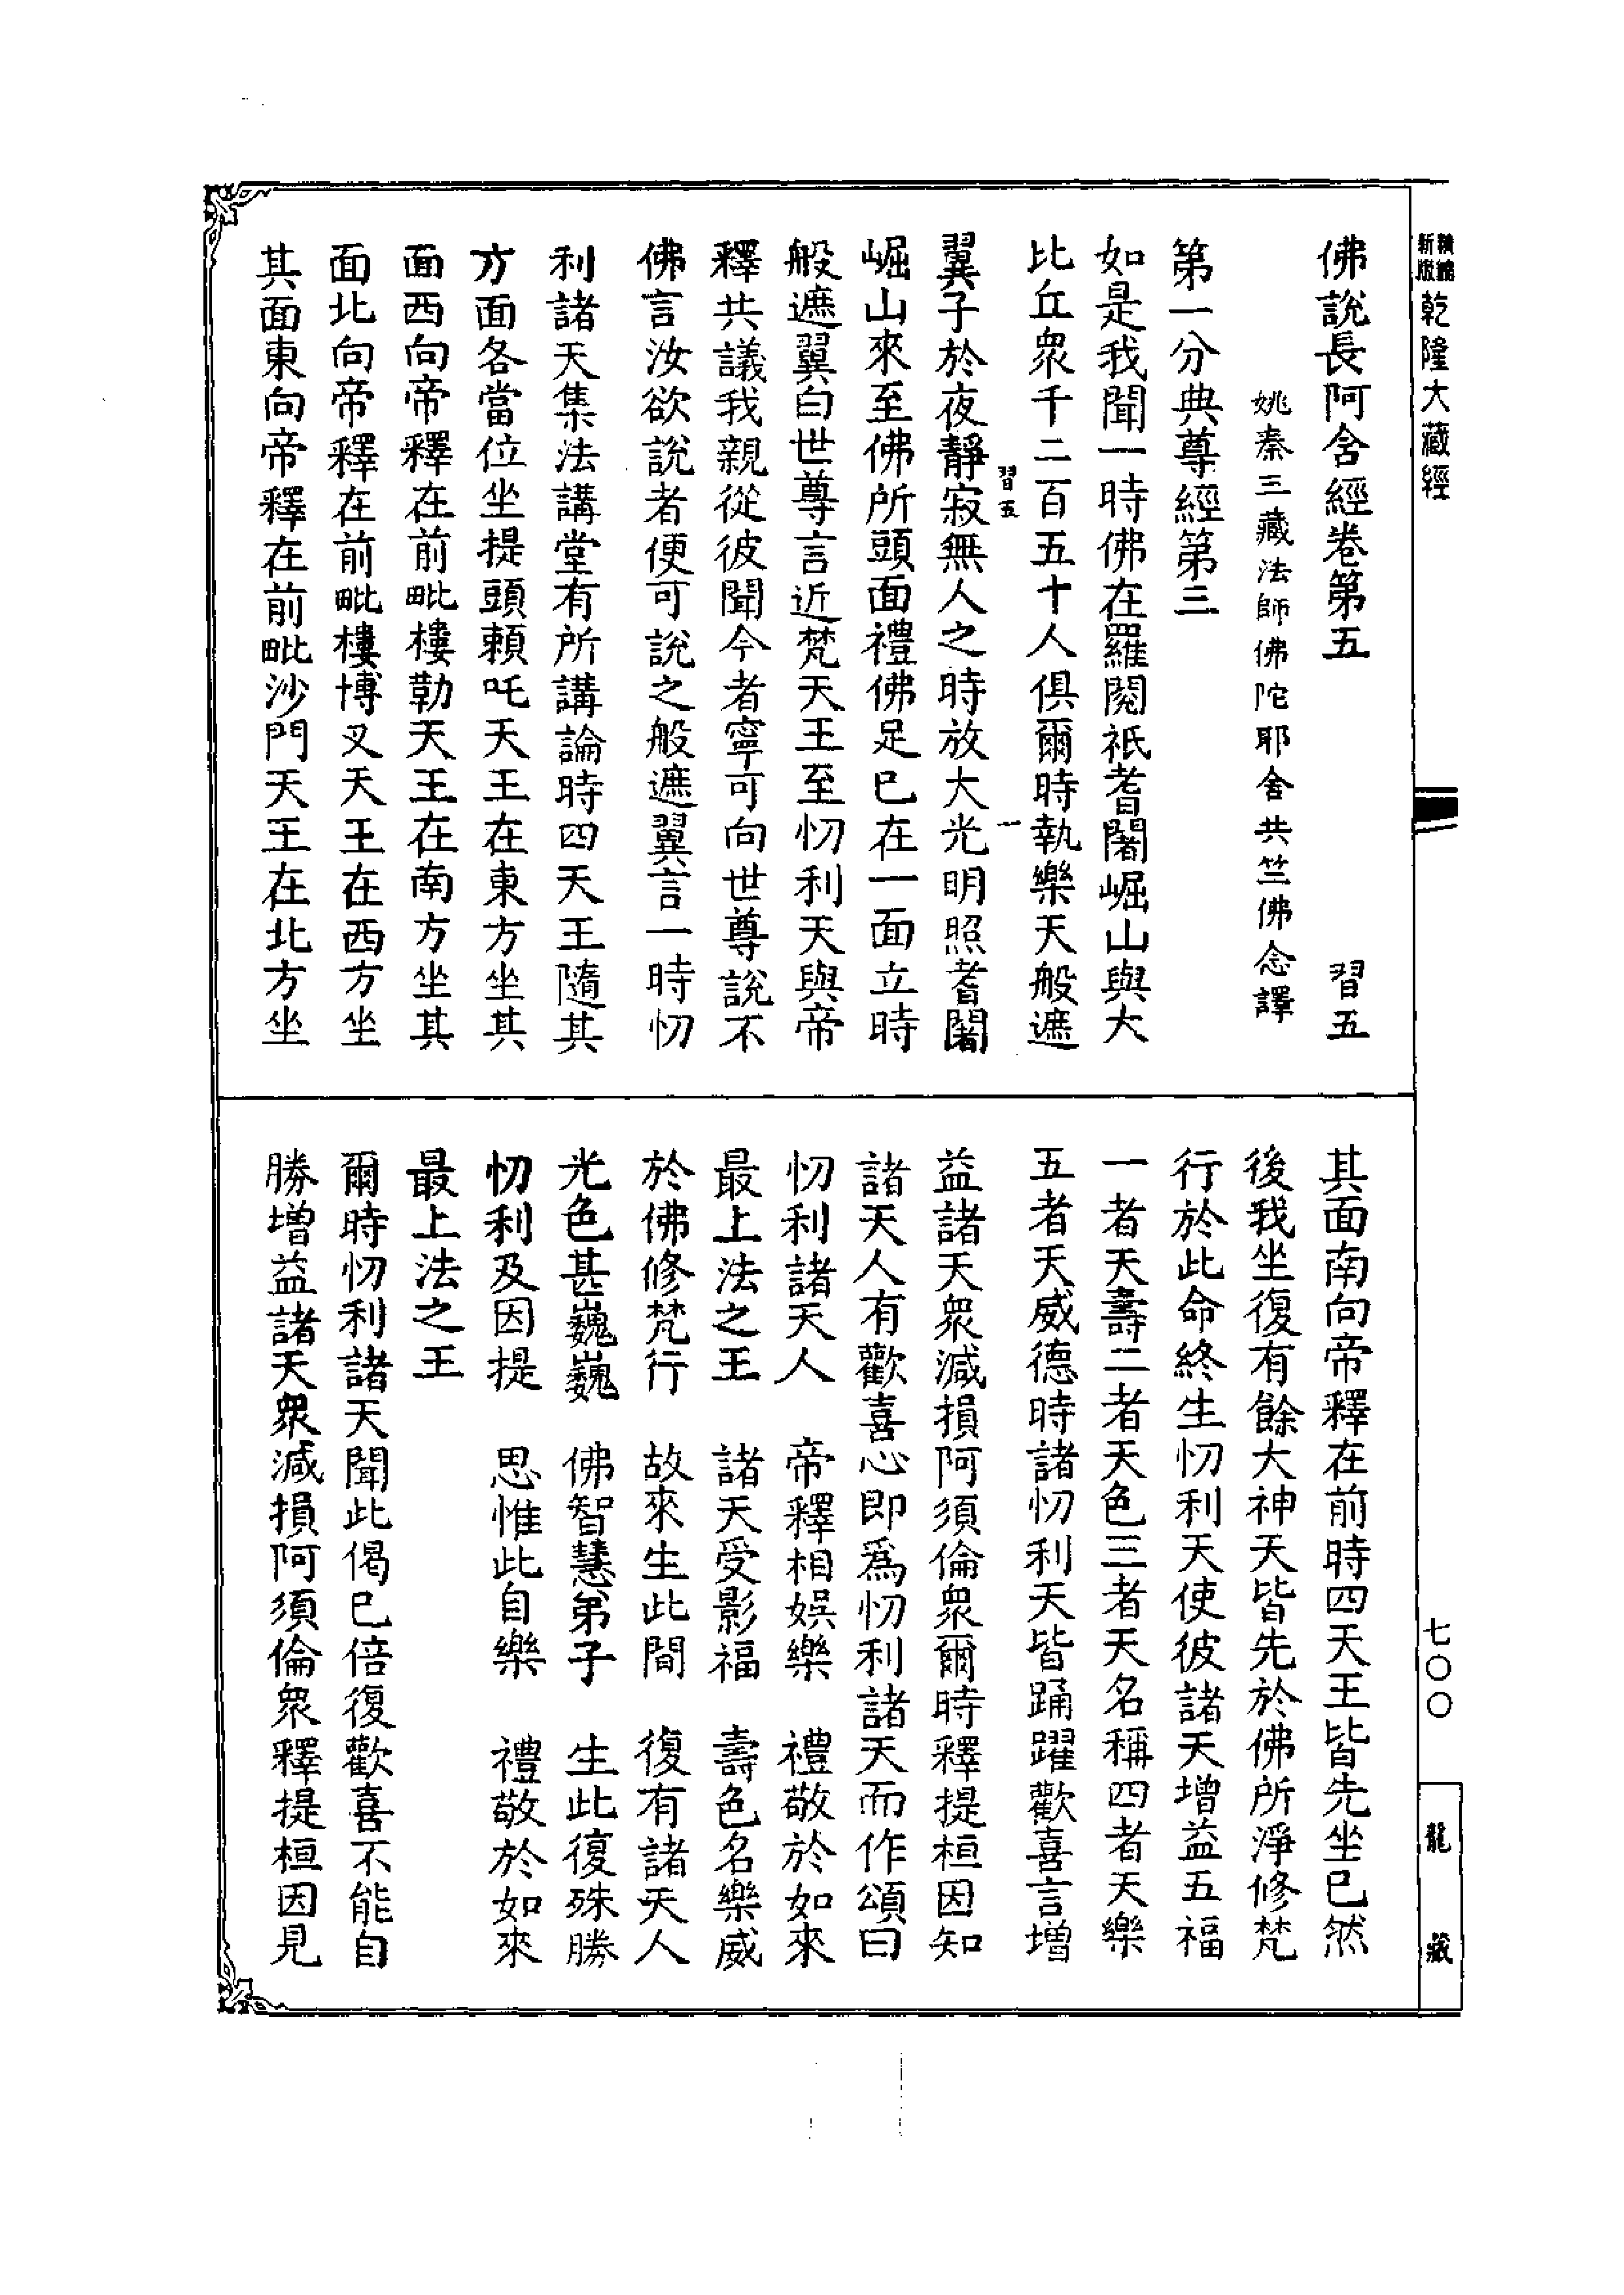 新版精縮乾隆大藏經
七〇〇
龍藏
佛說長阿含經卷第五 習五
姚秦三藏法師佛陀耶舍共竺佛念譯
第一分典尊經第三
如是我聞一時佛在羅閱祇耆闍崛山與大
比丘眾千二百五十人俱爾時執樂天般遮
習五 一
翼子於夜靜寂無人之時放大光明照耆闍
崛山來至佛所頭面禮佛足已在一面立時
般遮翼白世尊言近梵天王至忉利天與帝
釋共議我親從彼聞今者寧可向世尊說不
佛言汝欲說者便可說之般遮翼言一時忉
利諸天集法講堂有所講論時四天王隨其
方面各當位坐提頭賴吒天王在東方坐其
面西向帝釋在前毗樓勒天王在南方坐其
面北向帝釋在前毗樓博叉天王在西方坐
其面東向帝釋在前毗沙門天王在北方坐
其面南向帝釋在前時四天王皆先坐已然
後我坐復有餘大神天皆先於佛所淨修梵
行於此命終生忉利天使彼諸天增益五福
一者天壽二者天色三者天名稱四者天樂
五者天威德時諸忉利天皆踊躍歡喜言增
益諸天眾減損阿須倫眾爾時釋提桓因知
諸天人有歡喜心即為忉利諸天而作頌曰
忉利諸天人 帝釋相娛樂 禮敬於如來
最上法之王 諸天受影福 壽色名樂威
於佛修梵行 故來生此間 復有諸天人
光色甚巍巍 佛智慧弟子 生此復殊勝
忉利及因提 思惟此自樂 禮敬於如來
最上法之王
爾時忉利諸天聞此偈已倍復歡喜不能自
勝增益諸天眾減損阿須倫眾釋提桓因見